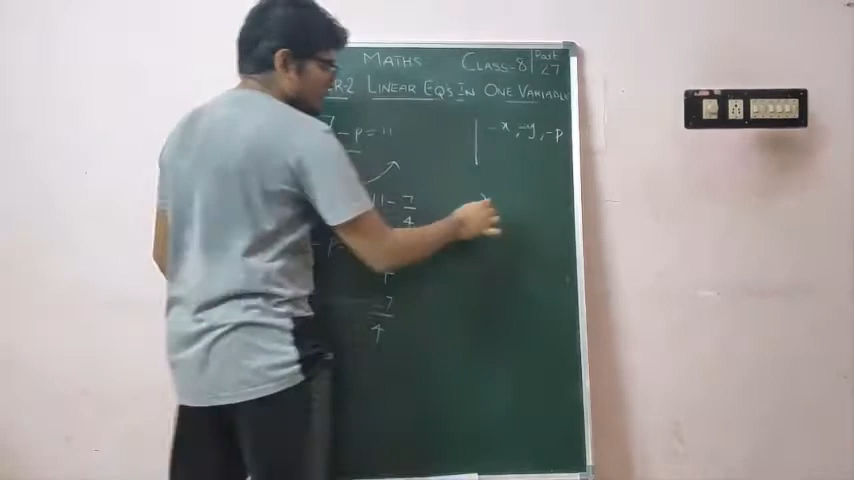 MATHS CLASS-8 Part 27
R-2 LINEAR EQ'S IN ONE VARIABLE
7 - p = 11 | -x, -y, -p
11 - 7/4
- p
-7/4